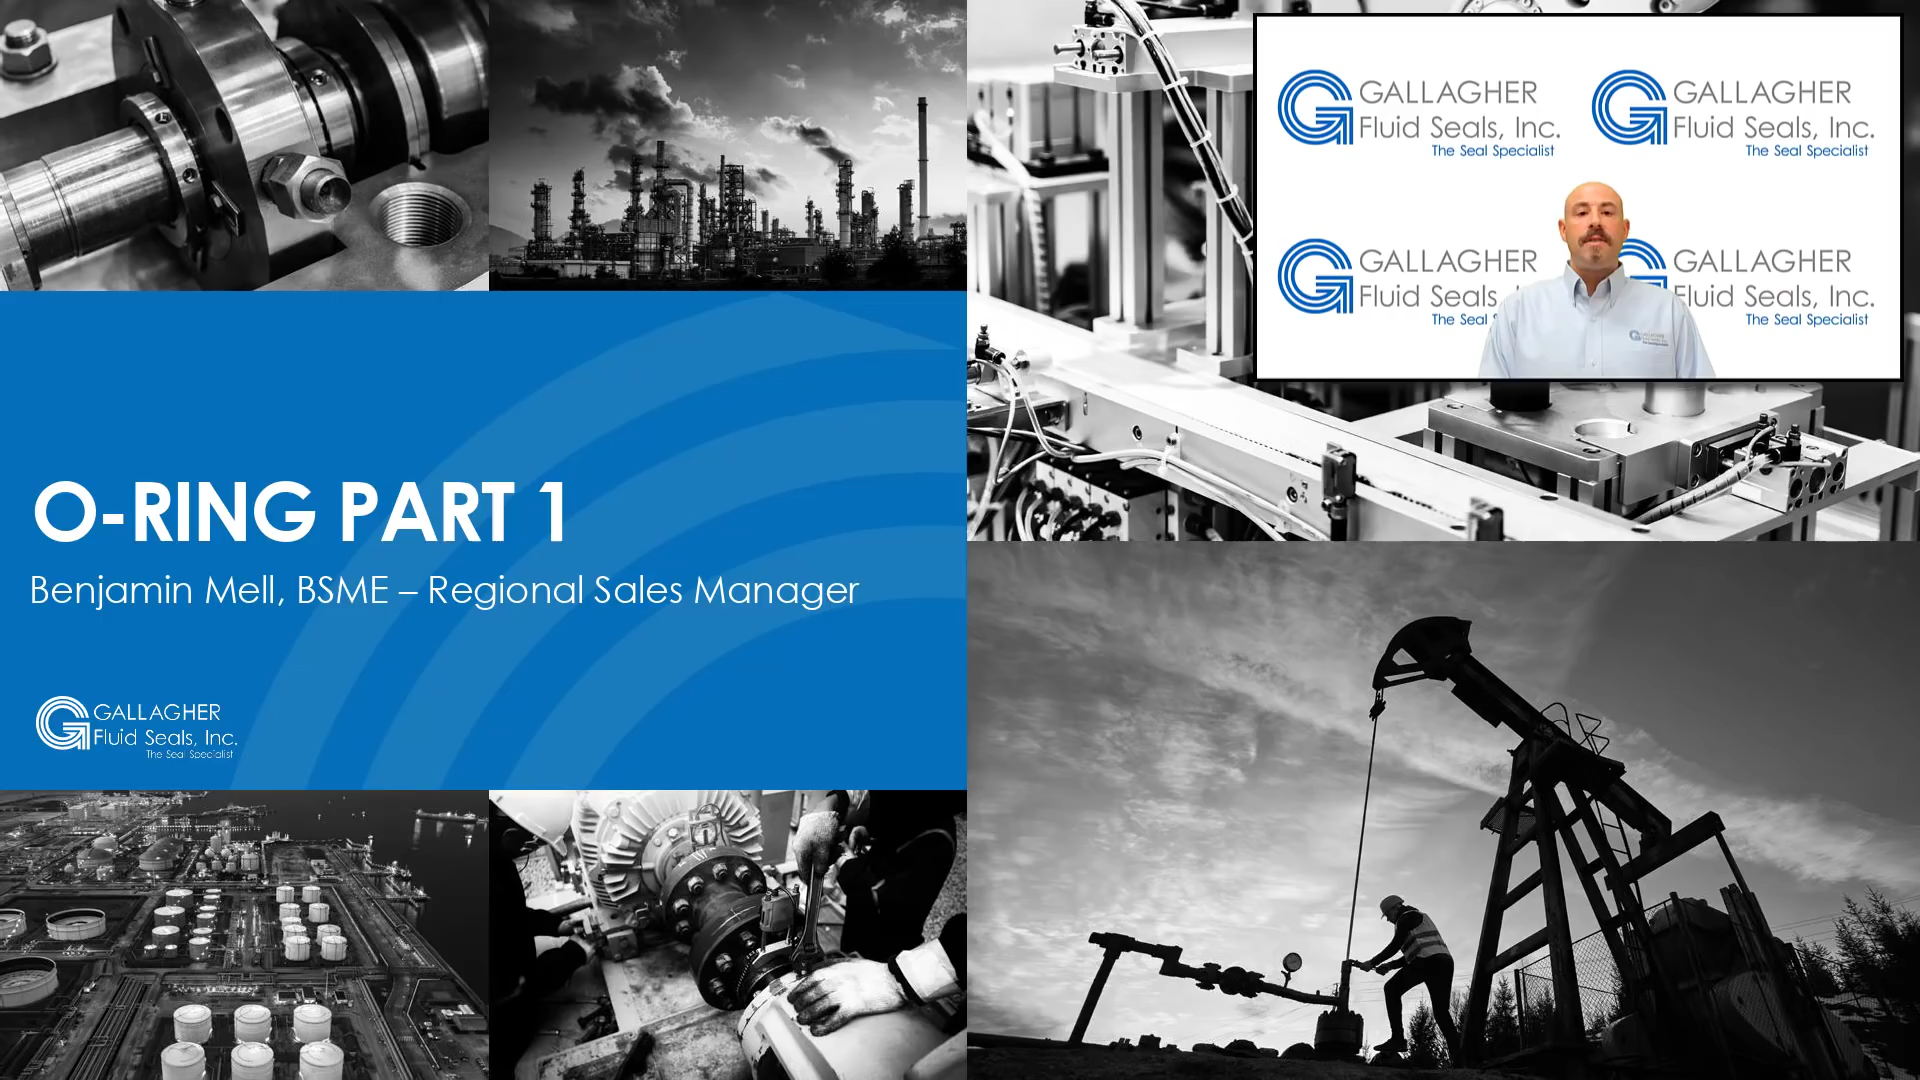 O-RING PART 1
Benjamin Mell, BSME – Regional Sales Manager
GALLAGHER
Fluid Seals, Inc.
The Seal Specialist
GALLAGHER
Fluid Seals, Inc.
The Seal Specialist
GALLAGHER
Fluid Seals, Inc.
The Seal Specialist
GALLAGHER
Fluid Seals,
The Seal
GALLAGHER
Fluid Seals, Inc.
The Seal Specialist
GALLAGHER